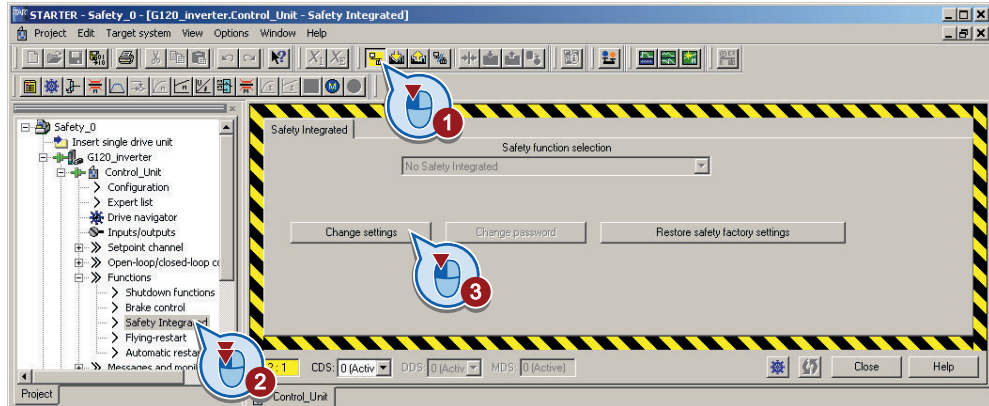 STARTER - Safety_0 - [G120_inverter.Control_Unit - Safety Integrated]
Project Edit Target system View Options Window Help
1
Safety_0
Insert single drive unit
G120_inverter
Control_Unit
Configuration
Expert list
Drive navigator
Inputs/outputs
Setpoint channel
Open-loop/closed-loop co
Functions
Shutdown functions
Brake control
Safety Integrated
Flying-restart
Automatic restar
Messages and monit
2
Project
Safety Integrated
Safety function selection
No Safety Integrated
Change settings
Change password
Restore safety factory settings
3
CDS: 0 (Activ DDS: 0 (Activ MDS: 0 (Active)
Close
Help
Control_Unit